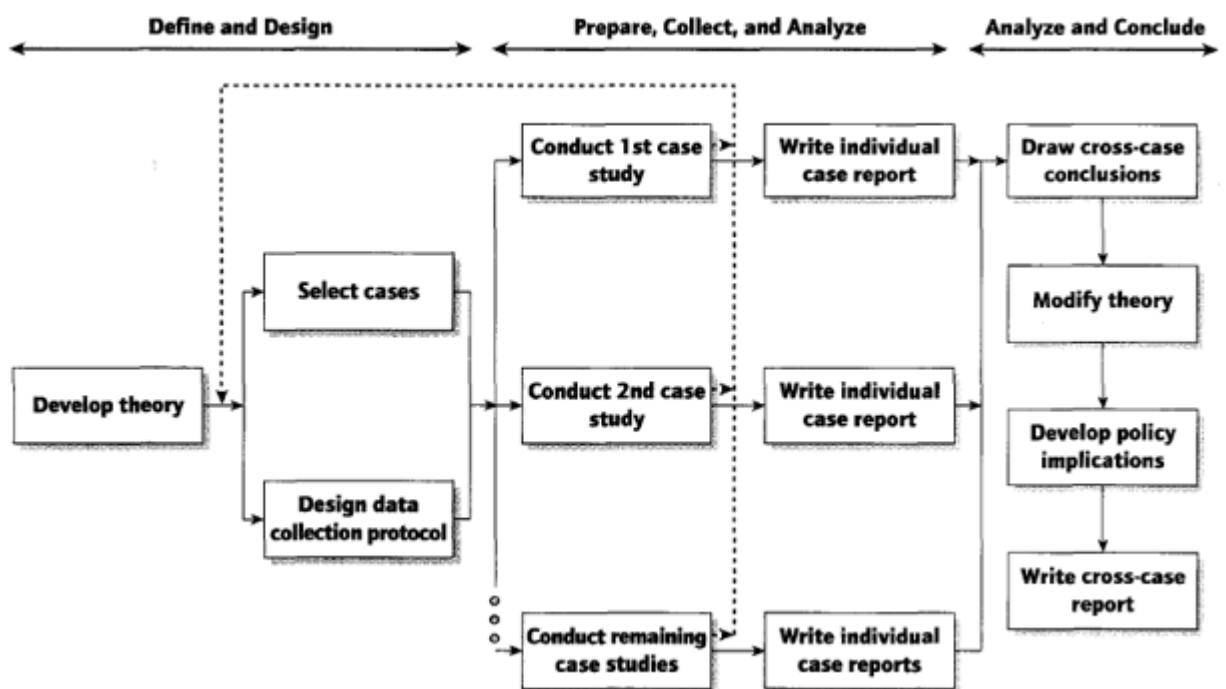 Define and Design
Prepare, Collect, and Analyze
Analyze and Conclude
Develop theory
Select cases
Design data
collection protocol
Conduct 1st case
study
Write individual
case report
Conduct 2nd case
study
Write individual
case report
Conduct remaining
case studies
Write individual
case reports
Draw cross-case
conclusions
Modify theory
Develop policy
implications
Write cross-case
report